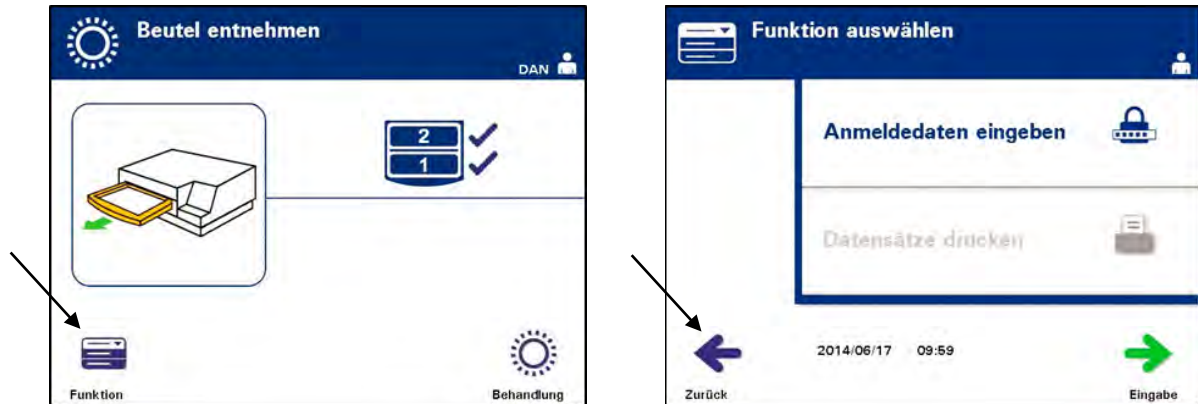 Beutel entnehmen
DAN
2
1
Funktion
Behandlung
Funktion auswählen
Anmeldedaten eingeben
Datensätze drucken
2014/06/17 09:59
Zurück
Eingabe